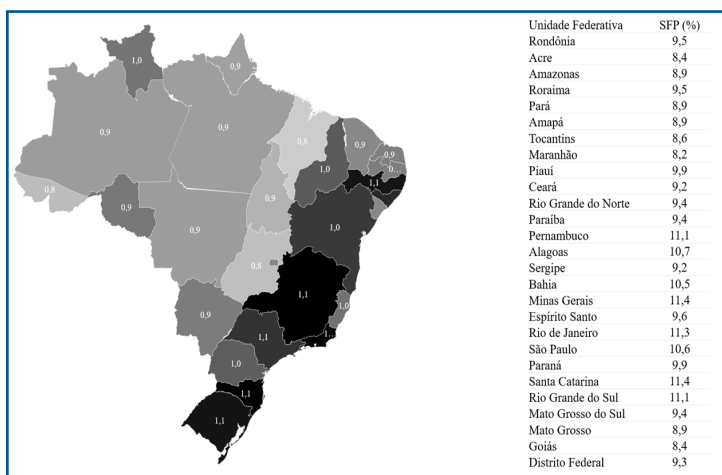 1,0
0,9
0,9
0,9
0,8
0,9
0,9
0,9
0,8
1,0
0,9
0,9
0…
1,1
1,0
0,9
0,8
1,1
1,0
0,9
1,1
1…
1,0
1,1
1,1
Unidade Federativa SFP (%)
Rondônia 9,5
Acre 8,4
Amazonas 8,9
Roraima 9,5
Pará 8,9
Amapá 8,9
Tocantins 8,6
Maranhão 8,2
Piauí 9,9
Ceará 9,2
Rio Grande do Norte 9,4
Paraíba 9,4
Pernambuco 11,1
Alagoas 10,7
Sergipe 9,2
Bahia 10,5
Minas Gerais 11,4
Espírito Santo 9,6
Rio de Janeiro 11,3
São Paulo 10,6
Paraná 9,9
Santa Catarina 11,4
Rio Grande do Sul 11,1
Mato Grosso do Sul 9,4
Mato Grosso 8,9
Goiás 8,4
Distrito Federal 9,3